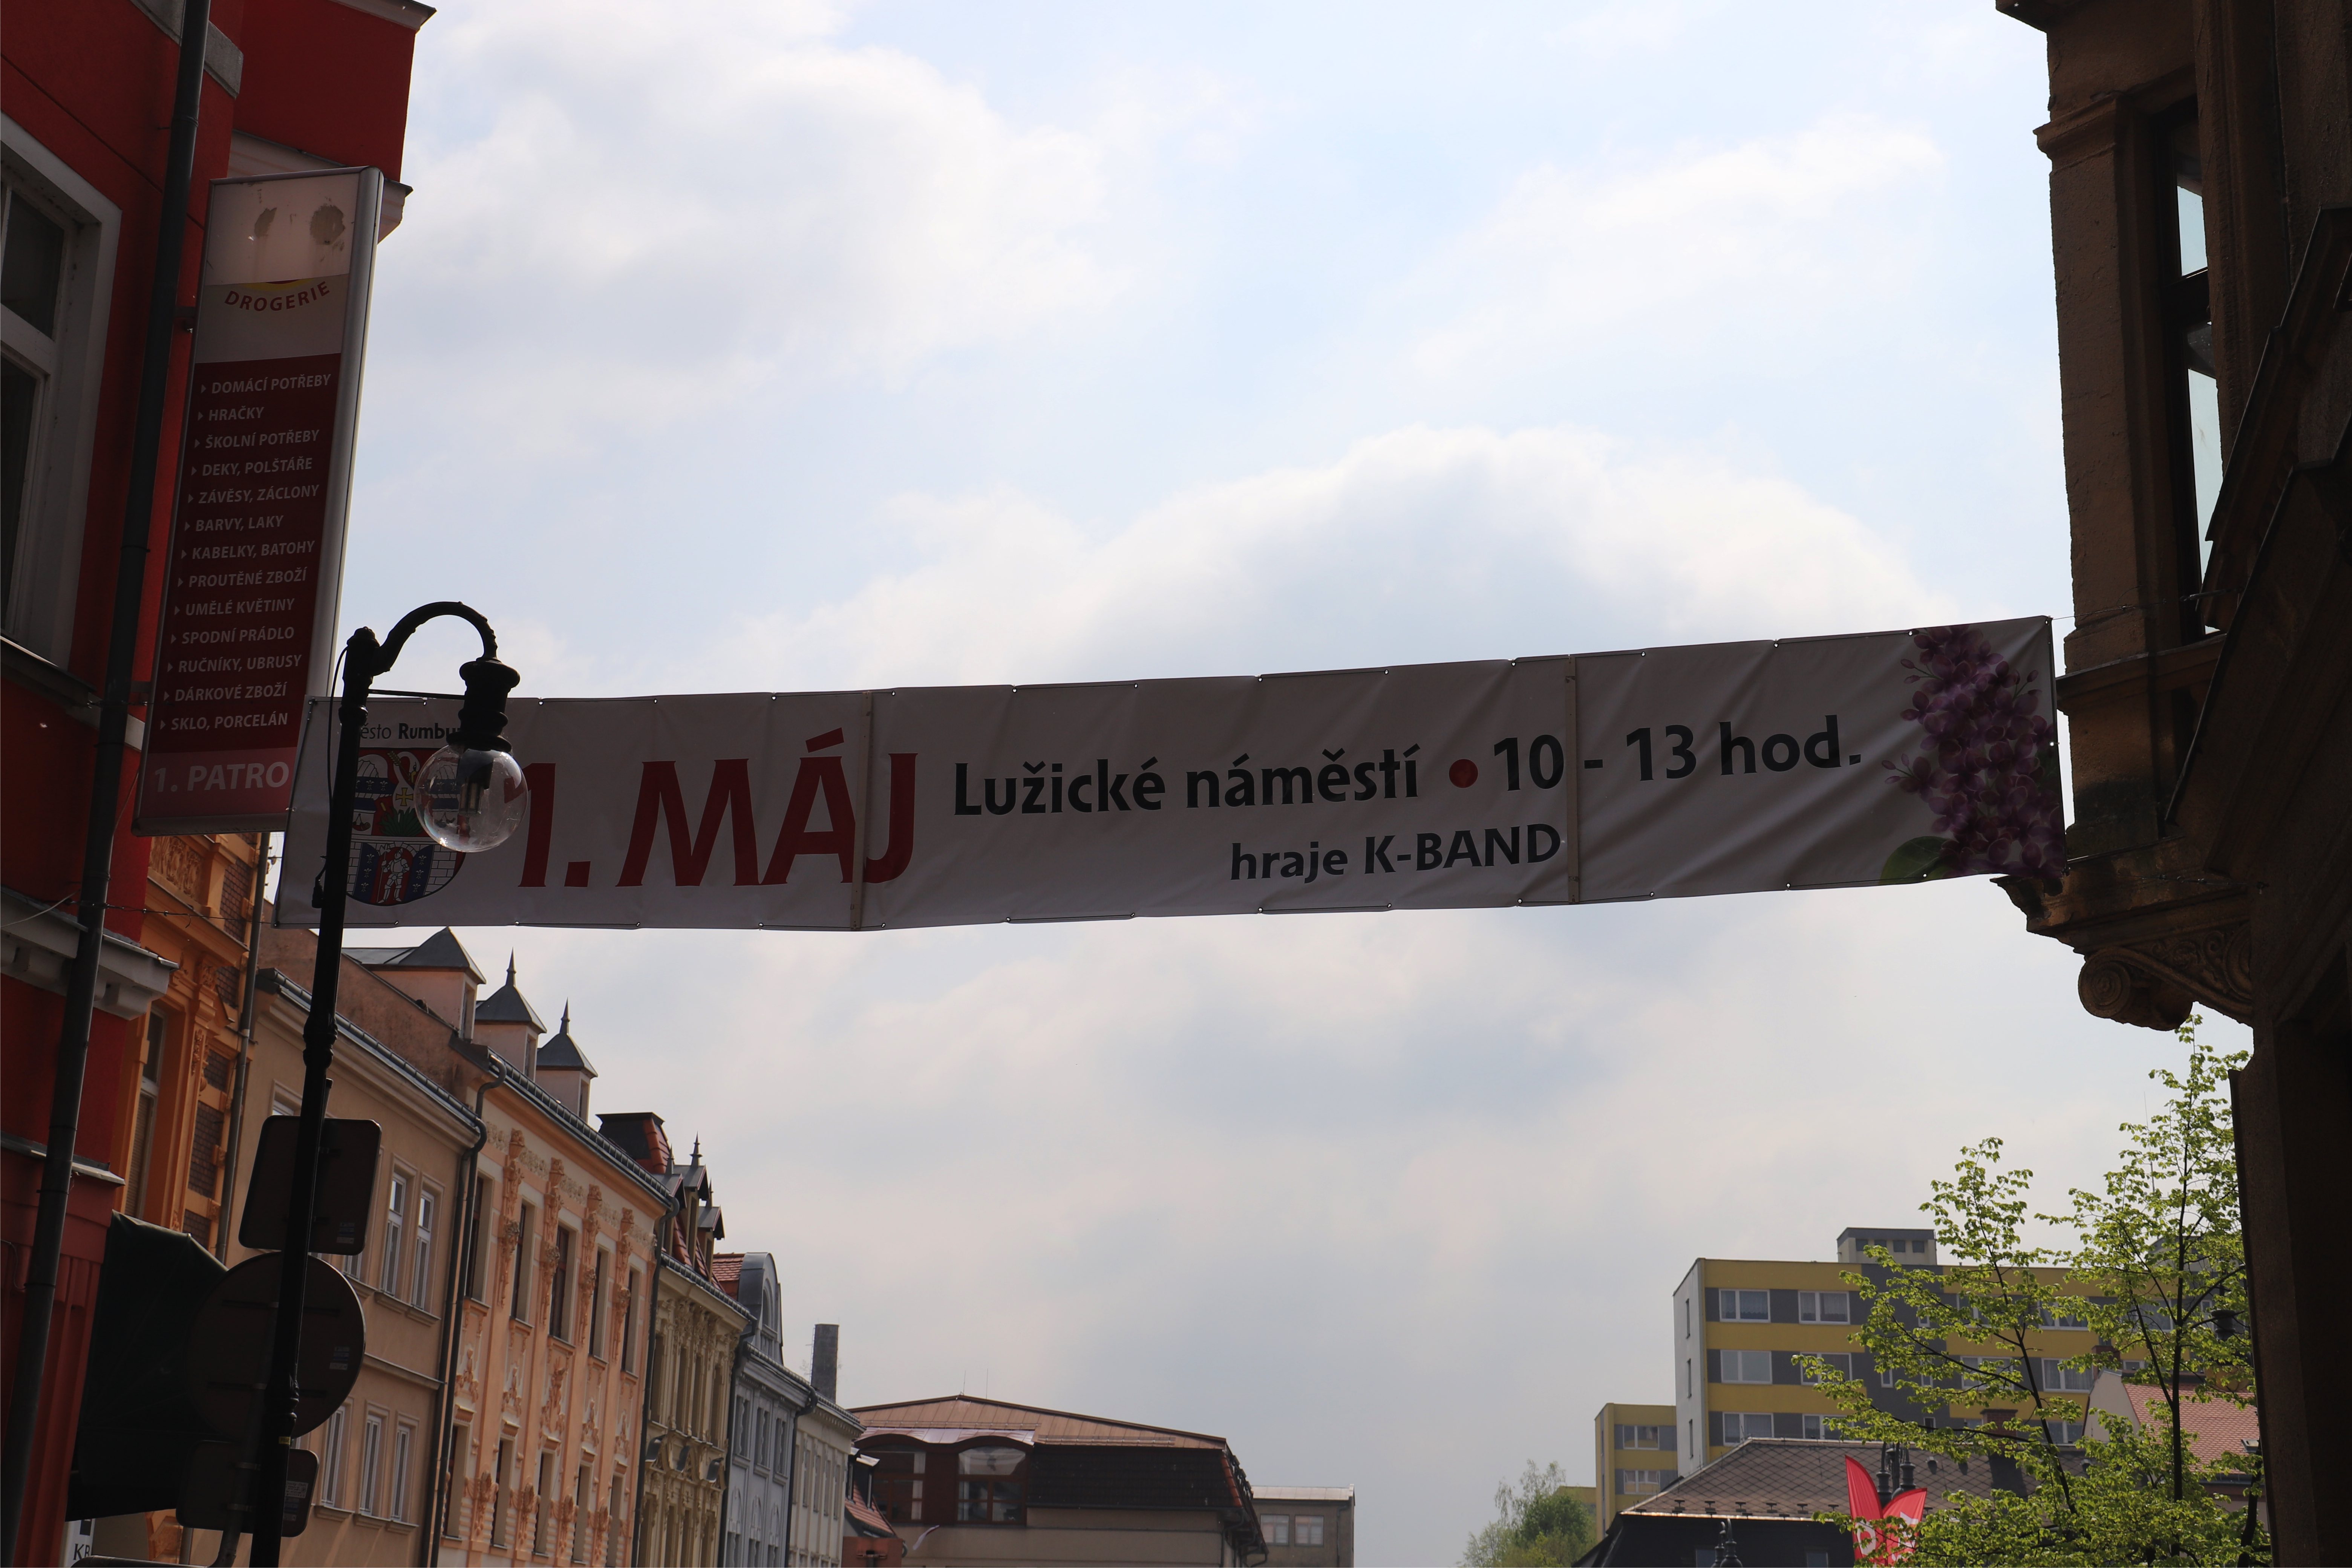 DROGERIE
DOMÁCÍ POTŘEBY
HRAČKY
ŠKOLNÍ POTŘEBY
DEKY, POLŠTÁŘE
ZÁVĚSY, ZÁCLONY
BARVY, LAKY
KABELKY, BATOHY
PROUTĚNÉ ZBOŽÍ
UMĚLÉ KVĚTINY
SPODNÍ PRÁDLO
RUČNÍKY, UBRUSY
DÁRKOVÉ ZBOŽÍ
SKLO, PORCELÁN
1. PATRO
1. MÁJ
Lužické náměstí • 10 - 13 hod.
hraje K-BAND